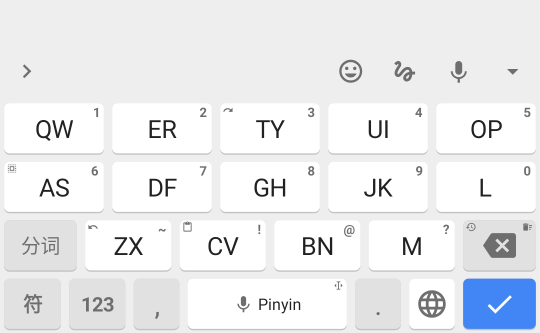 1 2 3 4 5
QW ER TY UI OP
6 7 8 9 0
AS DF GH JK L
~ ! @ ?
分词 ZX CV BN M
符 123 , Pinyin .